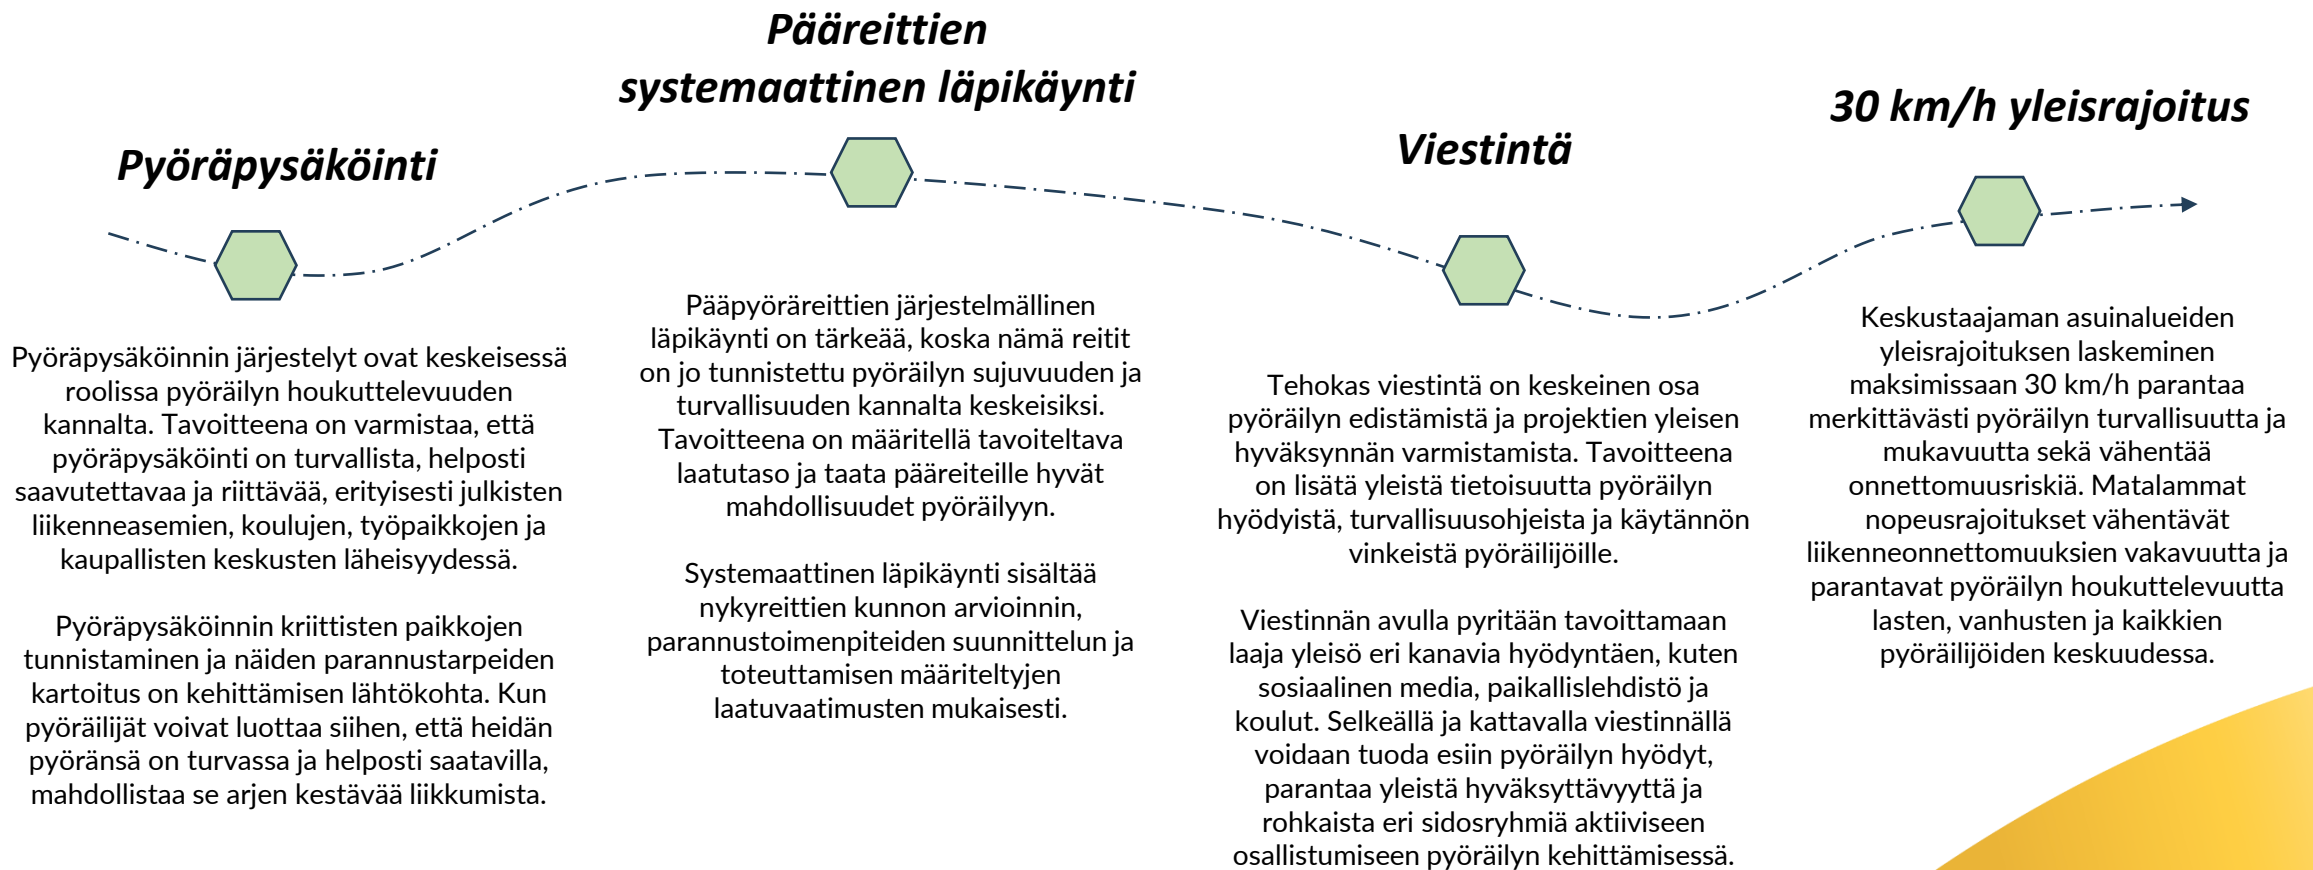 Pyöräpysäköinti
Pyöräpysäköinnin järjestelyt ovat keskeisessä
roolissa pyöräilyn houkuttelevuuden
kannalta. Tavoitteena on varmistaa, että
pyöräpysäköinti on turvallista, helposti
saavutettavaa ja riittävää, erityisesti julkisten
liikenneasemien, koulujen, työpaikkojen ja
kaupallisten keskusten läheisyydessä.
Pyöräpysäköinnin kriittisten paikkojen
tunnistaminen ja näiden parannustarpeiden
kartoitus on kehittämisen lähtökohta. Kun
pyöräilijät voivat luottaa siihen, että heidän
pyöränsä on turvassa ja helposti saatavilla,
mahdollistaa se arjen kestävää liikkumista.
Pääreittien
systemaattinen läpikäynti
Pääpyöräreittien järjestelmällinen
läpikäynti on tärkeää, koska nämä reitit
on jo tunnistettu pyöräilyn sujuvuuden ja
turvallisuuden kannalta keskeisiksi.
Tavoitteena on määritellä tavoiteltava
laatutaso ja taata pääreiteille hyvät
mahdollisuudet pyöräilyyn.
Systemaattinen läpikäynti sisältää
nykyreittien kunnon arvioinnin,
parannustoimenpiteiden suunnittelun ja
toteuttamisen määriteltyjen
laatuvaatimusten mukaisesti.
Viestintä
Tehokas viestintä on keskeinen osa
pyöräilyn edistämistä ja projektien yleisen
hyväksynnän varmistamista. Tavoitteena
on lisätä yleistä tietoisuutta pyöräilyn
hyödyistä, turvallisuusohjeista ja käytännön
vinkeistä pyöräilijöille.
Viestinnän avulla pyritään tavoittamaan
laaja yleisö eri kanavia hyödyntäen, kuten
sosiaalinen media, paikallislehdistö ja
koulut. Selkeällä ja kattavalla viestinnällä
voidaan tuoda esiin pyöräilyn hyödyt,
parantaa yleistä hyväksyttävyyttä ja
rohkaista eri sidosryhmiä aktiiviseen
osallistumiseen pyöräilyn kehittämisessä.
30 km/h yleisrajoitus
Keskustaajaman asuinalueiden
yleisrajoituksen laskeminen
maksimissaan 30 km/h parantaa
merkittävästi pyöräilyn turvallisuutta ja
mukavuutta sekä vähentää
onnettomuusriskiä. Matalammat
nopeusrajoitukset vähentävät
liikenneonnettomuuksien vakavuutta ja
parantavat pyöräilyn houkuttelevuutta
lasten, vanhusten ja kaikkien
pyöräilijöiden keskuudessa.